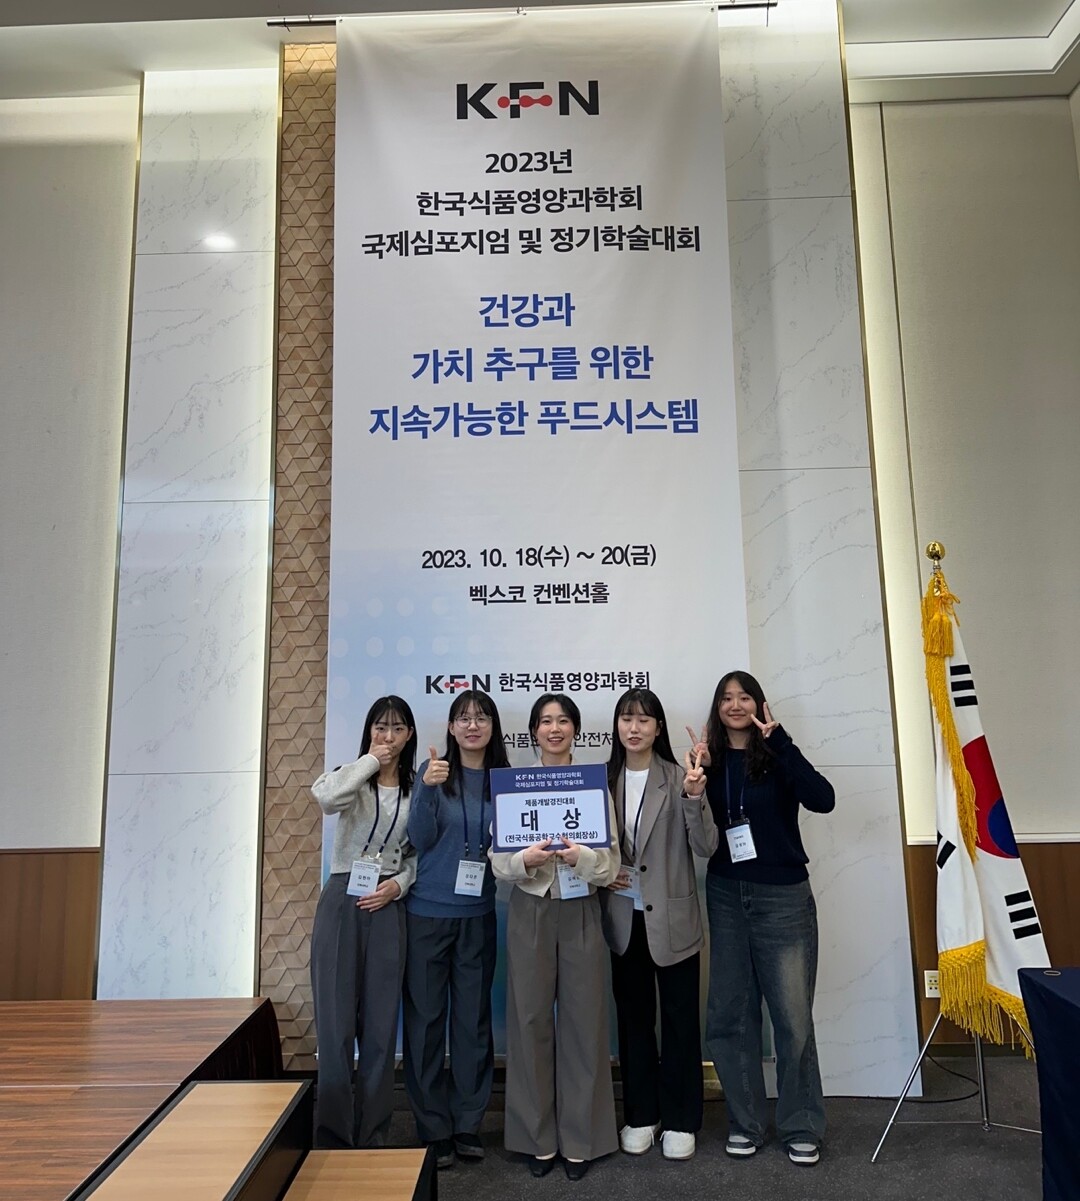 KFN
2023년
한국식품영양과학회
국제심포지엄 및 정기학술대회
건강과
가치 추구를 위한
지속가능한 푸드시스템
2023. 10. 18(수) ~ 20(금)
벡스코 컨벤션홀
KFN 한국식품영양과학회
KFN 한국식품영양과학회
국제심포지엄 및 정기학술대회
제품개발경진대회
대 상
(전국식품공학교수협의회장상)